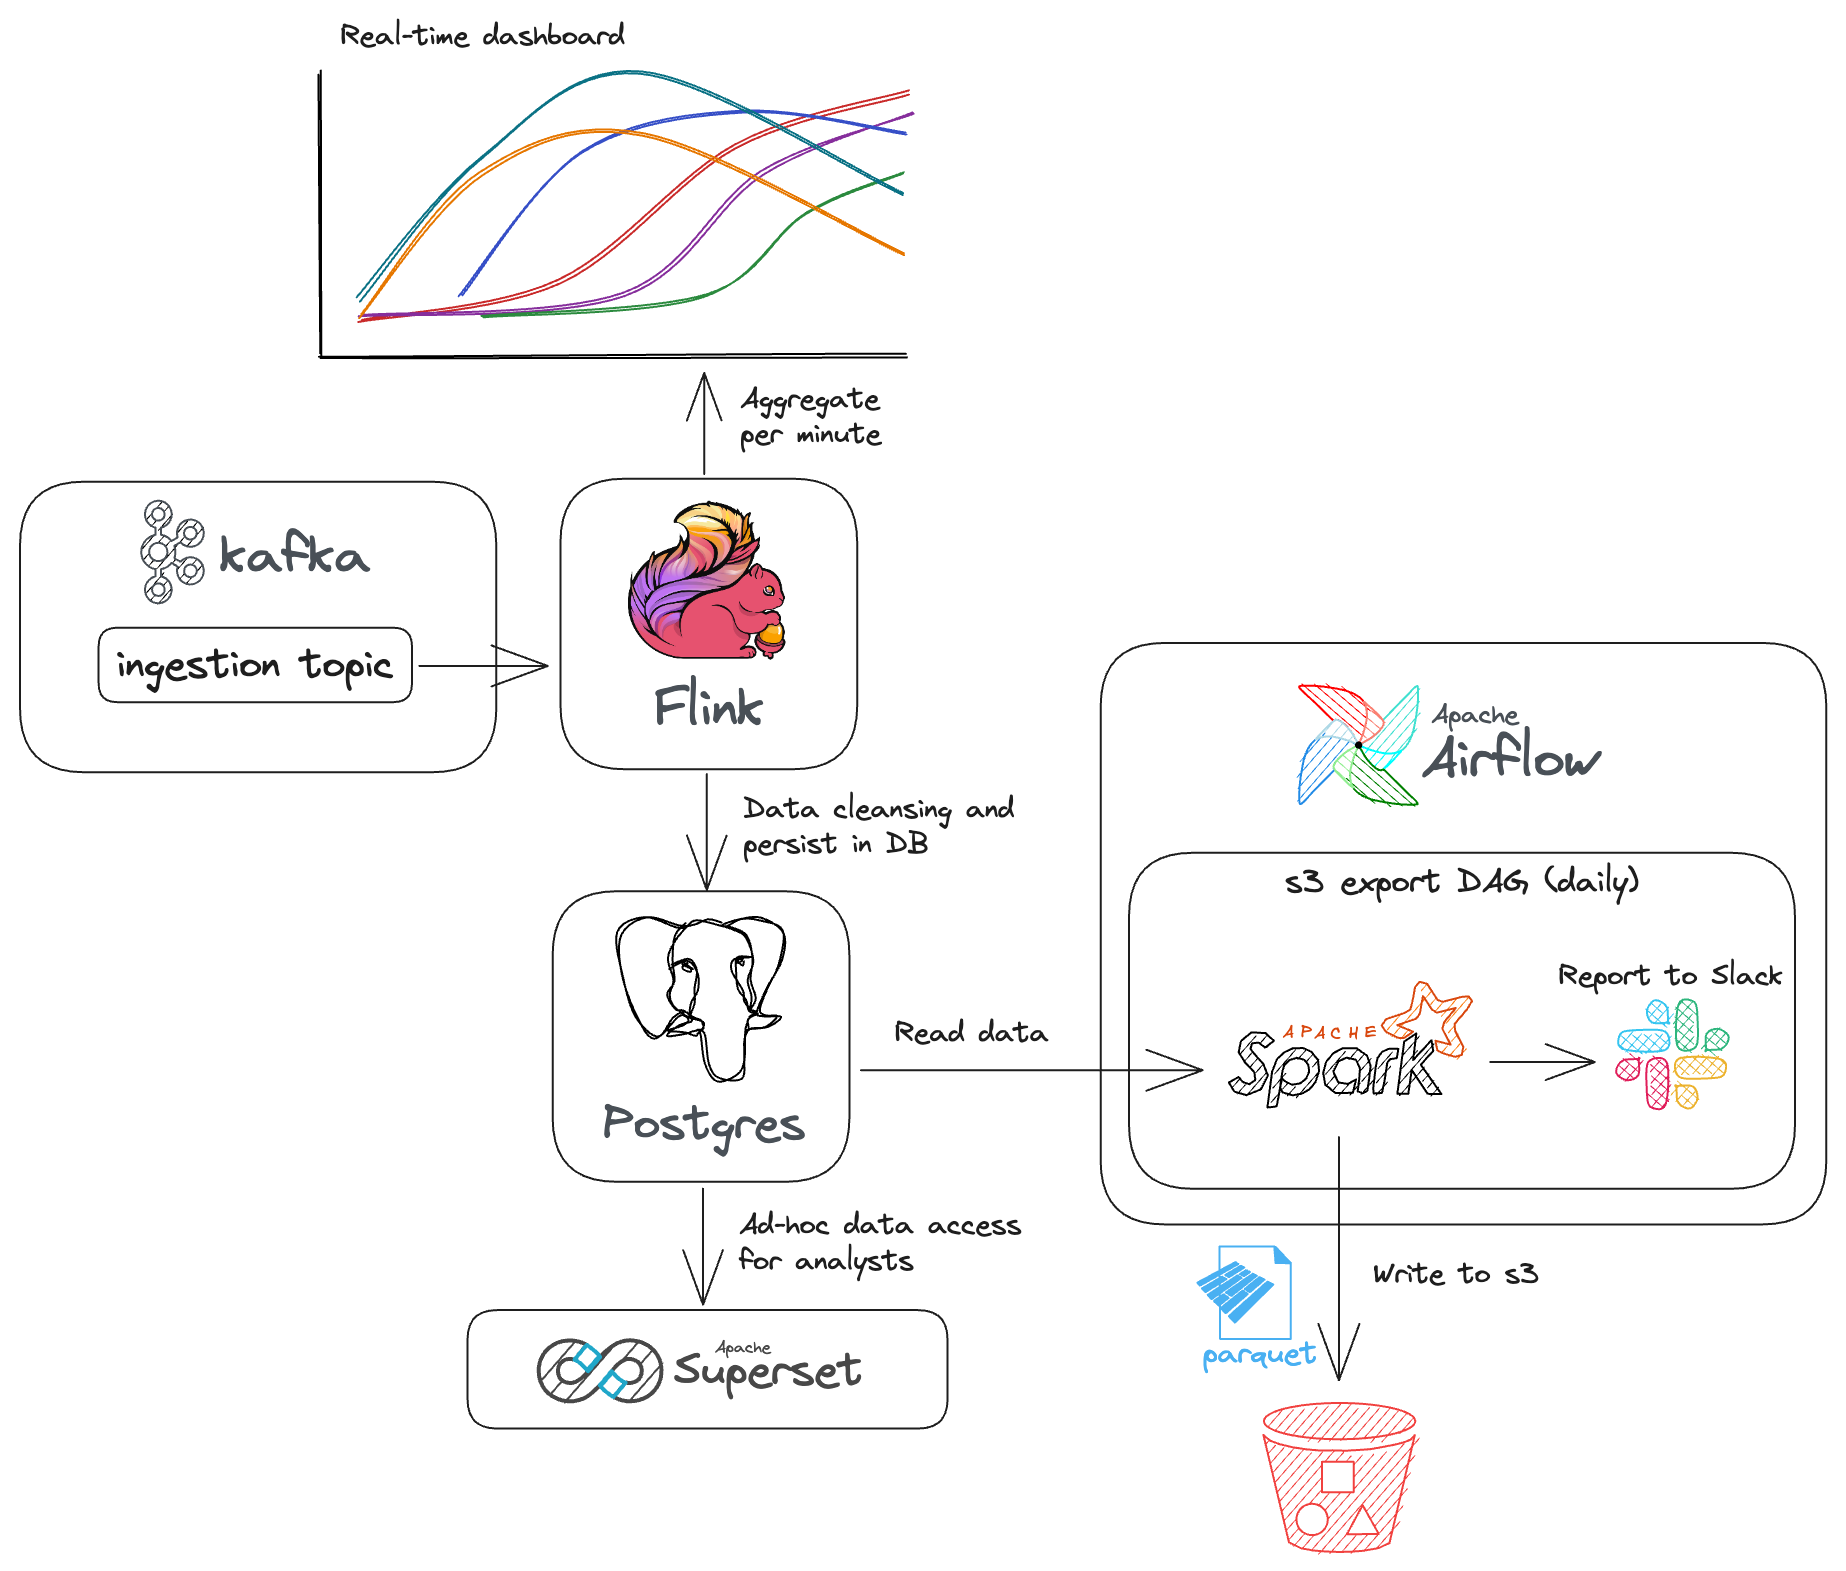 Real-time dashboard
Aggregate
per minute
kafka
ingestion topic
Flink
Data cleansing and
persist in DB
Apache
Airflow
s3 export DAG (daily)
Report to Slack
APACHE
Spark
Read data
Postgres
Ad-hoc data access
for analysts
Write to s3
parquet
Apache
Superset